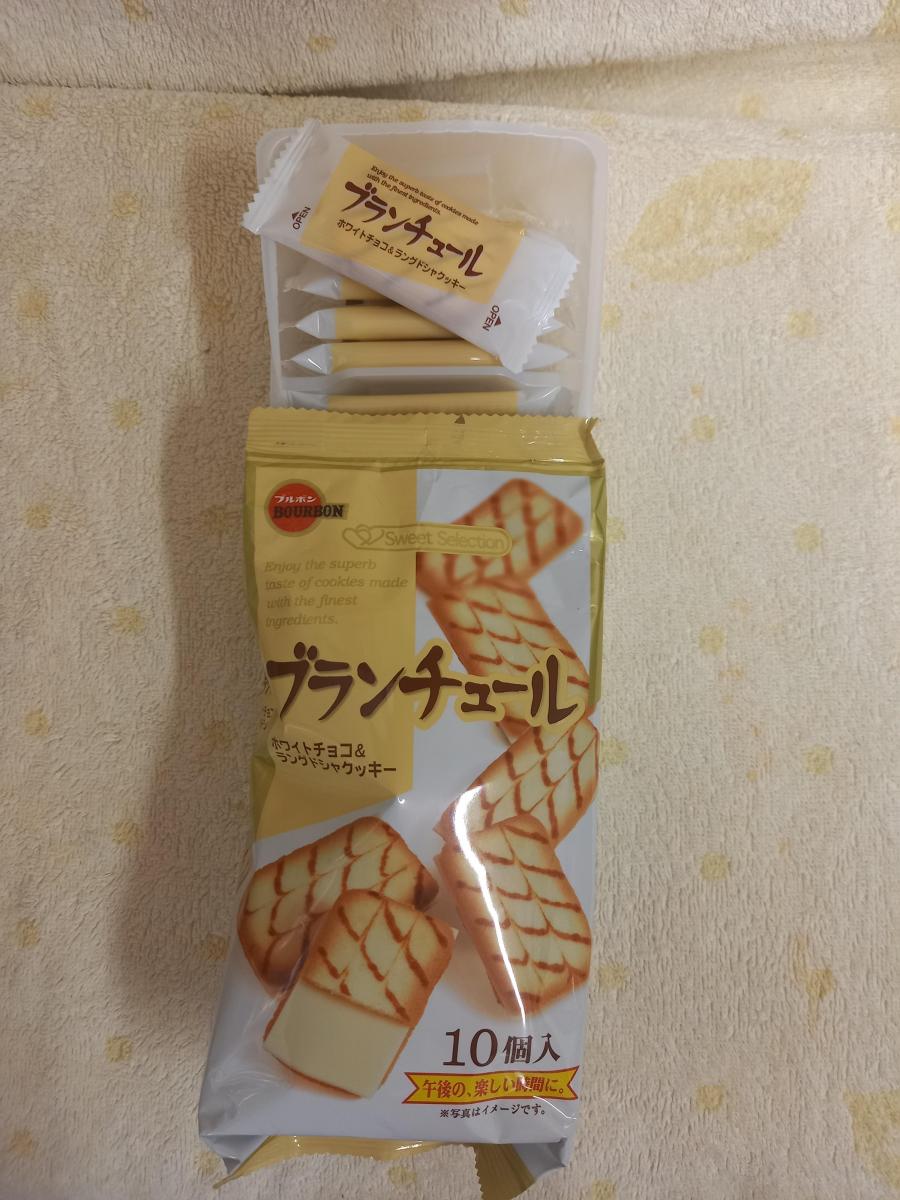 Enjoy the superb taste of cookies made
with the finest ingredients.
ブランチュール
ホワイトチョコ&ラングドシャクッキー
OPEN
OPEN
ブルボン
BOURBON
Sweet Selection
Enjoy the superb
taste of cookies made
with the finest
ingredients.
ブランチュール
ホワイトチョコ&
ラングドシャクッキー
10個入
午後の、楽しい時間に。
※写真はイメージです。